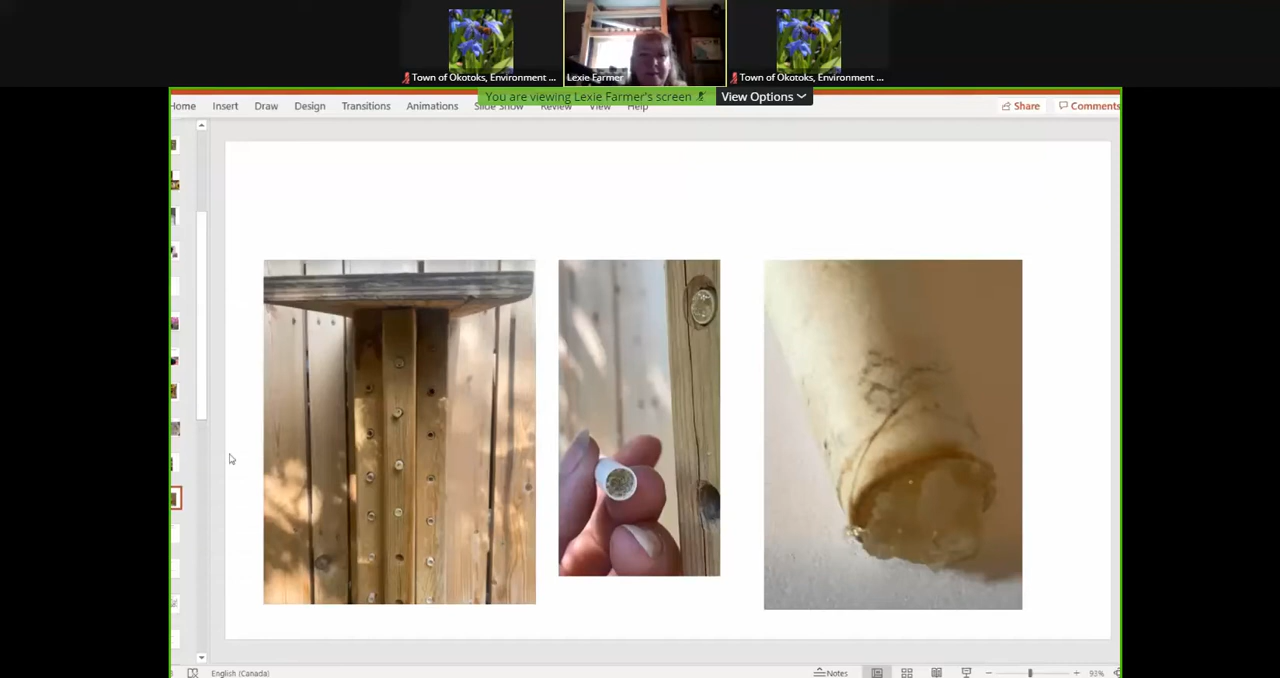 Town of Okotoks, Environment ...
Lexie Farmer
Town of Okotoks, Environment ...
You are viewing Lexie Farmer's screen
View Options
Home Insert Draw Design Transitions Animations Slide Show Review View Help
Share Comments
English (Canada)
Notes
93%